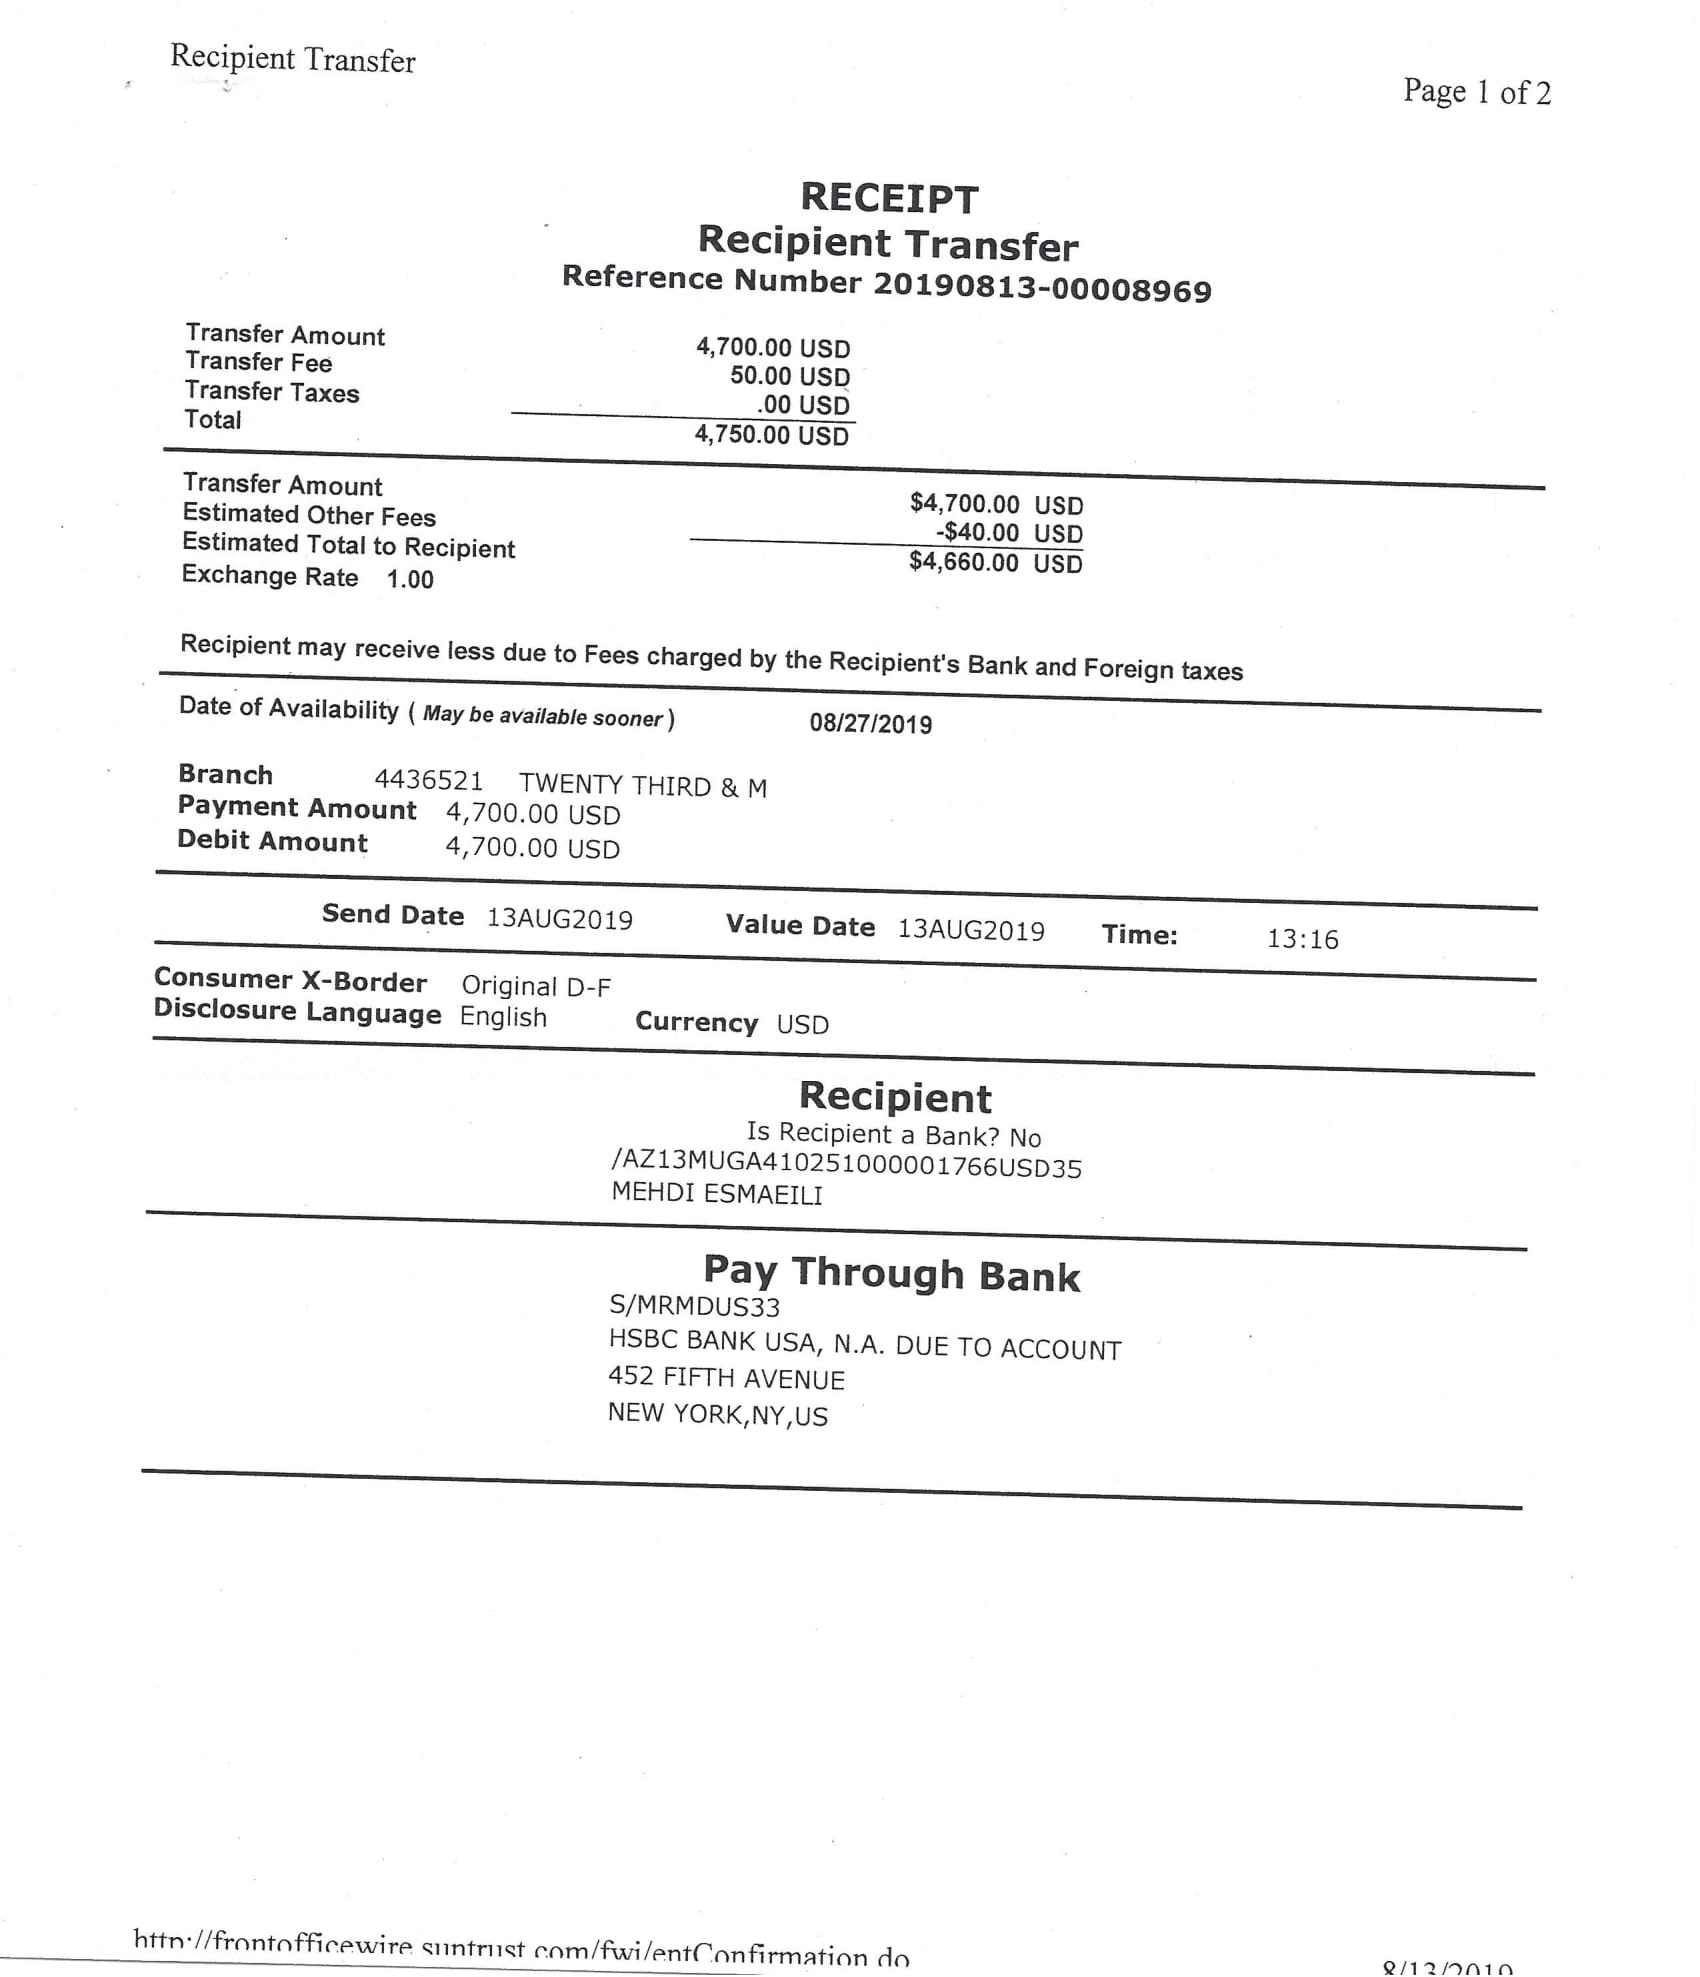 Recipient Transfer
Page 1 of 2
RECEIPT
Recipient Transfer
Reference Number 20190813-00008969
Transfer Amount 4,700.00 USD
Transfer Fee 50.00 USD
Transfer Taxes .00 USD
Total 4,750.00 USD
Transfer Amount $4,700.00 USD
Estimated Other Fees -$40.00 USD
Estimated Total to Recipient $4,660.00 USD
Exchange Rate 1.00
Recipient may receive less due to Fees charged by the Recipient's Bank and Foreign taxes
Date of Availability ( May be available sooner ) 08/27/2019
Branch 4436521 TWENTY THIRD & M
Payment Amount 4,700.00 USD
Debit Amount 4,700.00 USD
Send Date 13AUG2019 Value Date 13AUG2019 Time: 13:16
Consumer X-Border Original D-F
Disclosure Language English Currency USD
Recipient
Is Recipient a Bank? No
/AZ13MUGA410251000001766USD35
MEHDI ESMAEILI
Pay Through Bank
S/MRMDUS33
HSBC BANK USA, N.A. DUE TO ACCOUNT
452 FIFTH AVENUE
NEW YORK,NY,US
http://frontofficewire.suntrust.com/fwi/entConfirmation.do
8/13/2019